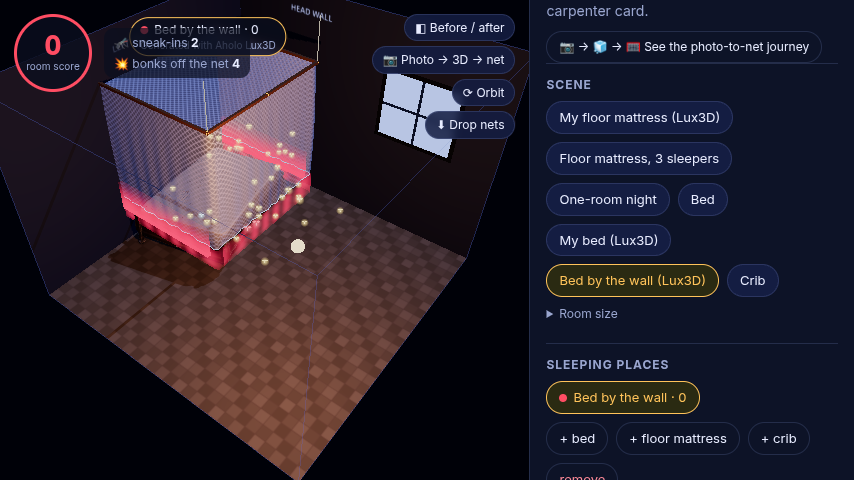 0
room score
Bed by the wall · 0
sneak-ins 2
Lux3D
bonks off the net 4
HEAD WALL
◧ Before / after
📷 Photo → 3D → net
⟳ Orbit
⬇ Drop nets
carpenter card.
📷 → 🧊 → 🥅 See the photo-to-net journey
SCENE
My floor mattress (Lux3D)
Floor mattress, 3 sleepers
One-room night
Bed
My bed (Lux3D)
Bed by the wall (Lux3D)
Crib
▶ Room size
SLEEPING PLACES
Bed by the wall · 0
+ bed
+ floor mattress
+ crib
remove